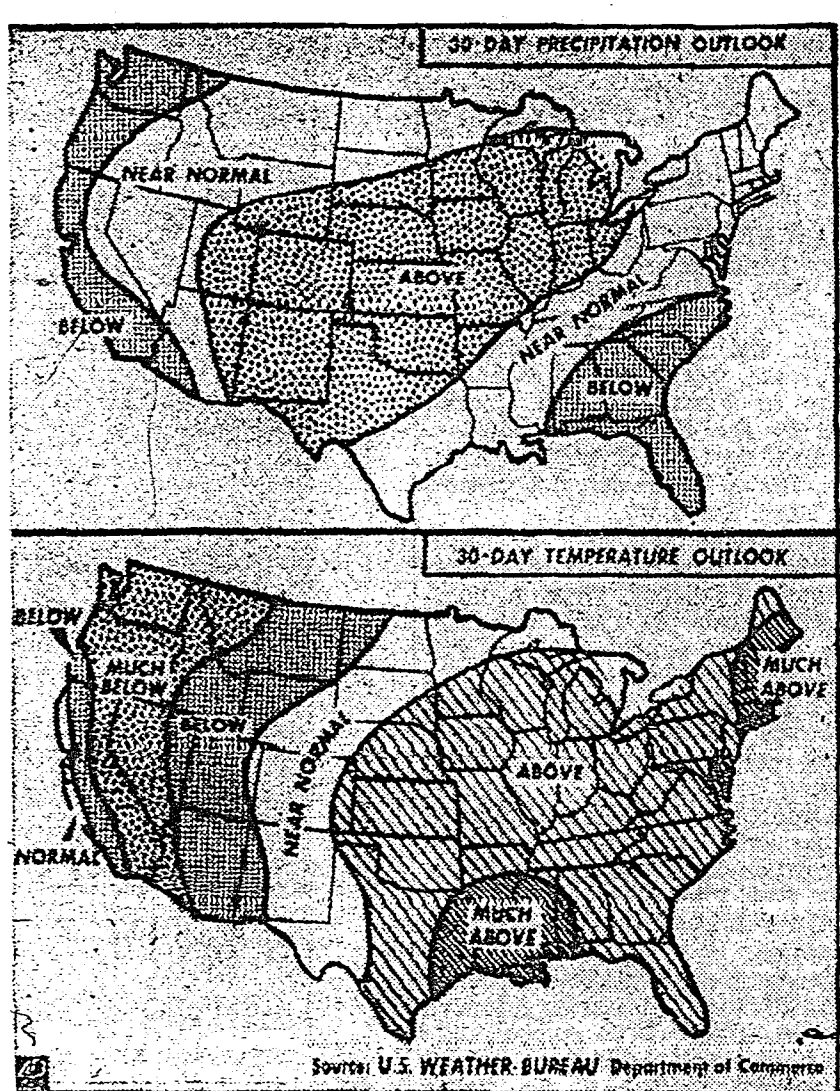 30-DAY PRECIPITATION OUTLOOK
NEAR NORMAL
ABOVE
BELOW
NEAR NORMAL
BELOW
30-DAY TEMPERATURE OUTLOOK
BELOW
MUCH
BELOW
MUCH
ABOVE
BELOW
NEAR NORMAL
ABOVE
NORMAL
MUCH
ABOVE
Source: U.S. WEATHER BUREAU Department of Commerce